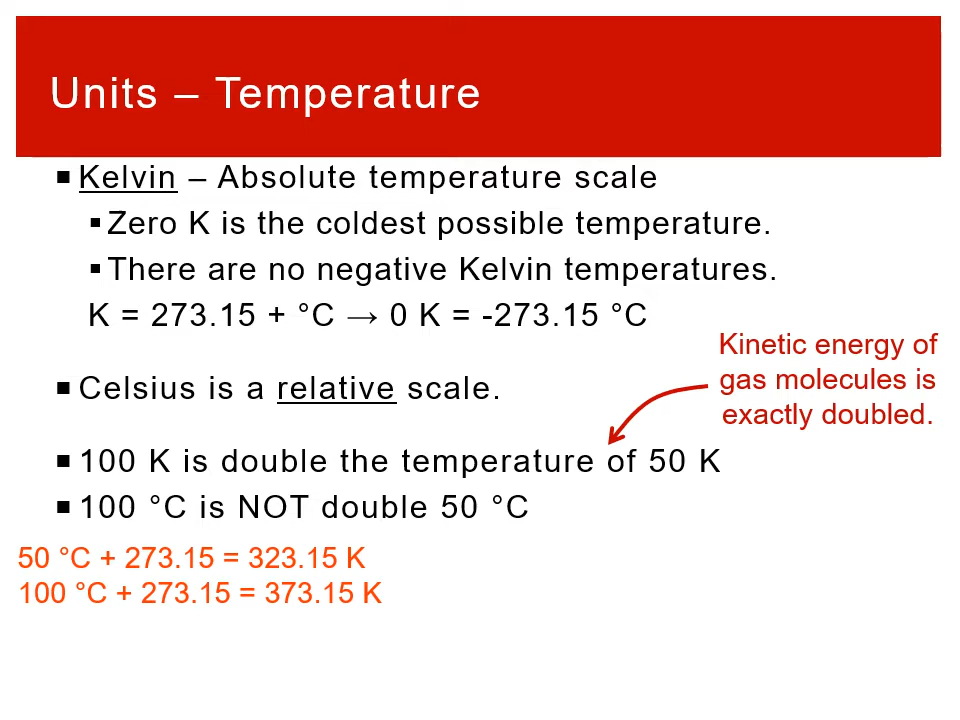 Units – Temperature
▪ Kelvin – Absolute temperature scale
▪ Zero K is the coldest possible temperature.
▪ There are no negative Kelvin temperatures.
K = 273.15 + °C → 0 K = -273.15 °C
Kinetic energy of
gas molecules is
exactly doubled.
▪ Celsius is a relative scale.
▪ 100 K is double the temperature of 50 K
▪ 100 °C is NOT double 50 °C
50 °C + 273.15 = 323.15 K
100 °C + 273.15 = 373.15 K